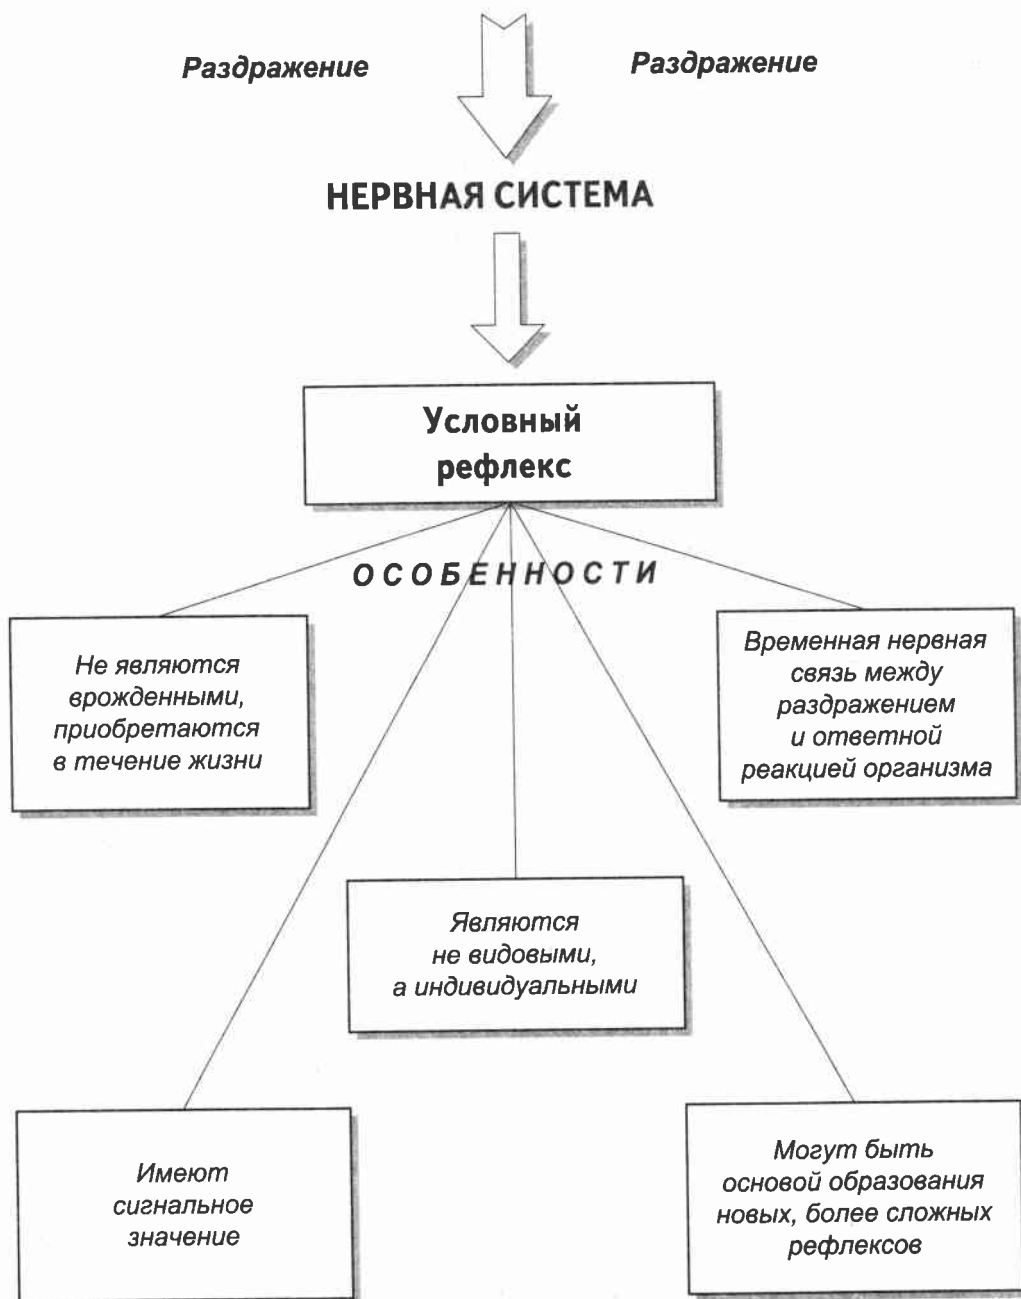 Раздражение
Раздражение
НЕРВНАЯ СИСТЕМА
Условный
рефлекс
ОСОБЕННОСТИ
Не являются
врожденными,
приобретаются
в течение жизни
Временная нервная
связь между
раздражением
и ответной
реакцией организма
Являются
не видовыми,
а индивидуальными
Имеют
сигнальное
значение
Могут быть
основой образования
новых, более сложных
рефлексов